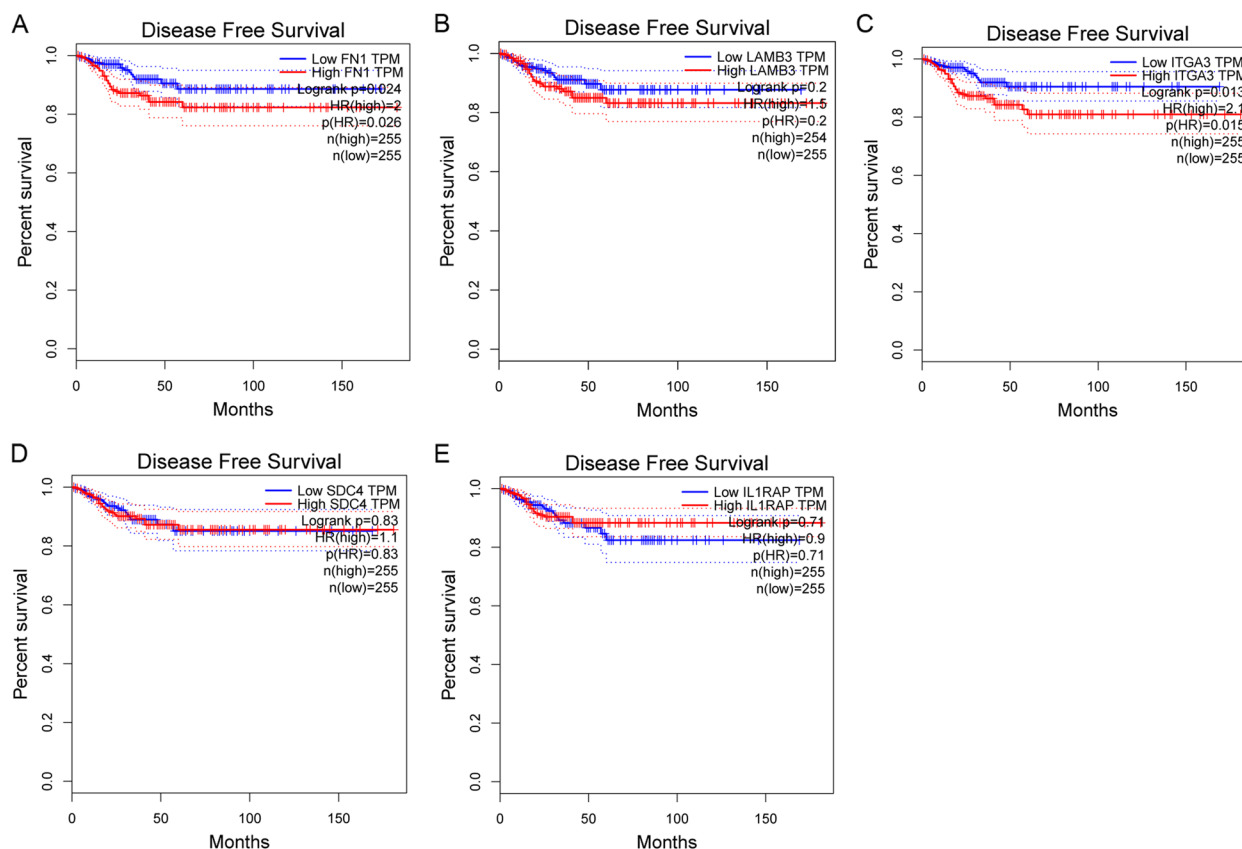 A
Disease Free Survival
Low FN1 TPM
High FN1 TPM
Logrank p=0.024
HR(high)=2
p(HR)=0.026
n(high)=255
n(low)=255
Percent survival
1.0
0.8
0.6
0.4
0.2
0.0
0
50
100
150
Months
B
Disease Free Survival
Low LAMB3 TPM
High LAMB3 TPM
Logrank p=0.2
HR(high)=1.5
p(HR)=0.2
n(high)=254
n(low)=255
Percent survival
1.0
0.8
0.6
0.4
0.2
0.0
0
50
100
150
Months
C
Disease Free Survival
Low ITGA3 TPM
High ITGA3 TPM
Logrank p=0.013
HR(high)=2.1
p(HR)=0.015
n(high)=255
n(low)=255
Percent survival
1.0
0.8
0.6
0.4
0.2
0.0
0
50
100
150
Months
D
Disease Free Survival
Low SDC4 TPM
High SDC4 TPM
Logrank p=0.83
HR(high)=1.1
p(HR)=0.83
n(high)=255
n(low)=255
Percent survival
1.0
0.8
0.6
0.4
0.2
0.0
0
50
100
150
Months
E
Disease Free Survival
Low IL1RAP TPM
High IL1RAP TPM
Logrank p=0.71
HR(high)=0.9
p(HR)=0.71
n(high)=255
n(low)=255
Percent survival
1.0
0.8
0.6
0.4
0.2
0.0
0
50
100
150
Months